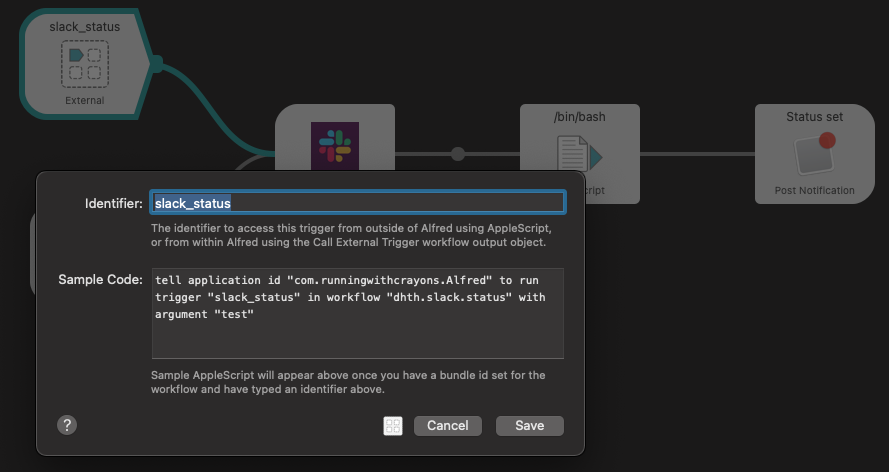 slack_status
External
/bin/bash
Status set
Post Notification
Identifier:
slack_status
The identifier to access this trigger from outside of Alfred using AppleScript,
or from within Alfred using the Call External Trigger workflow output object.
Sample Code:
tell application id "com.runningwithcrayons.Alfred" to run
trigger "slack_status" in workflow "dhth.slack.status" with
argument "test"
Sample AppleScript will appear above once you have a bundle id set for the
workflow and have typed an identifier above.
?
Cancel
Save